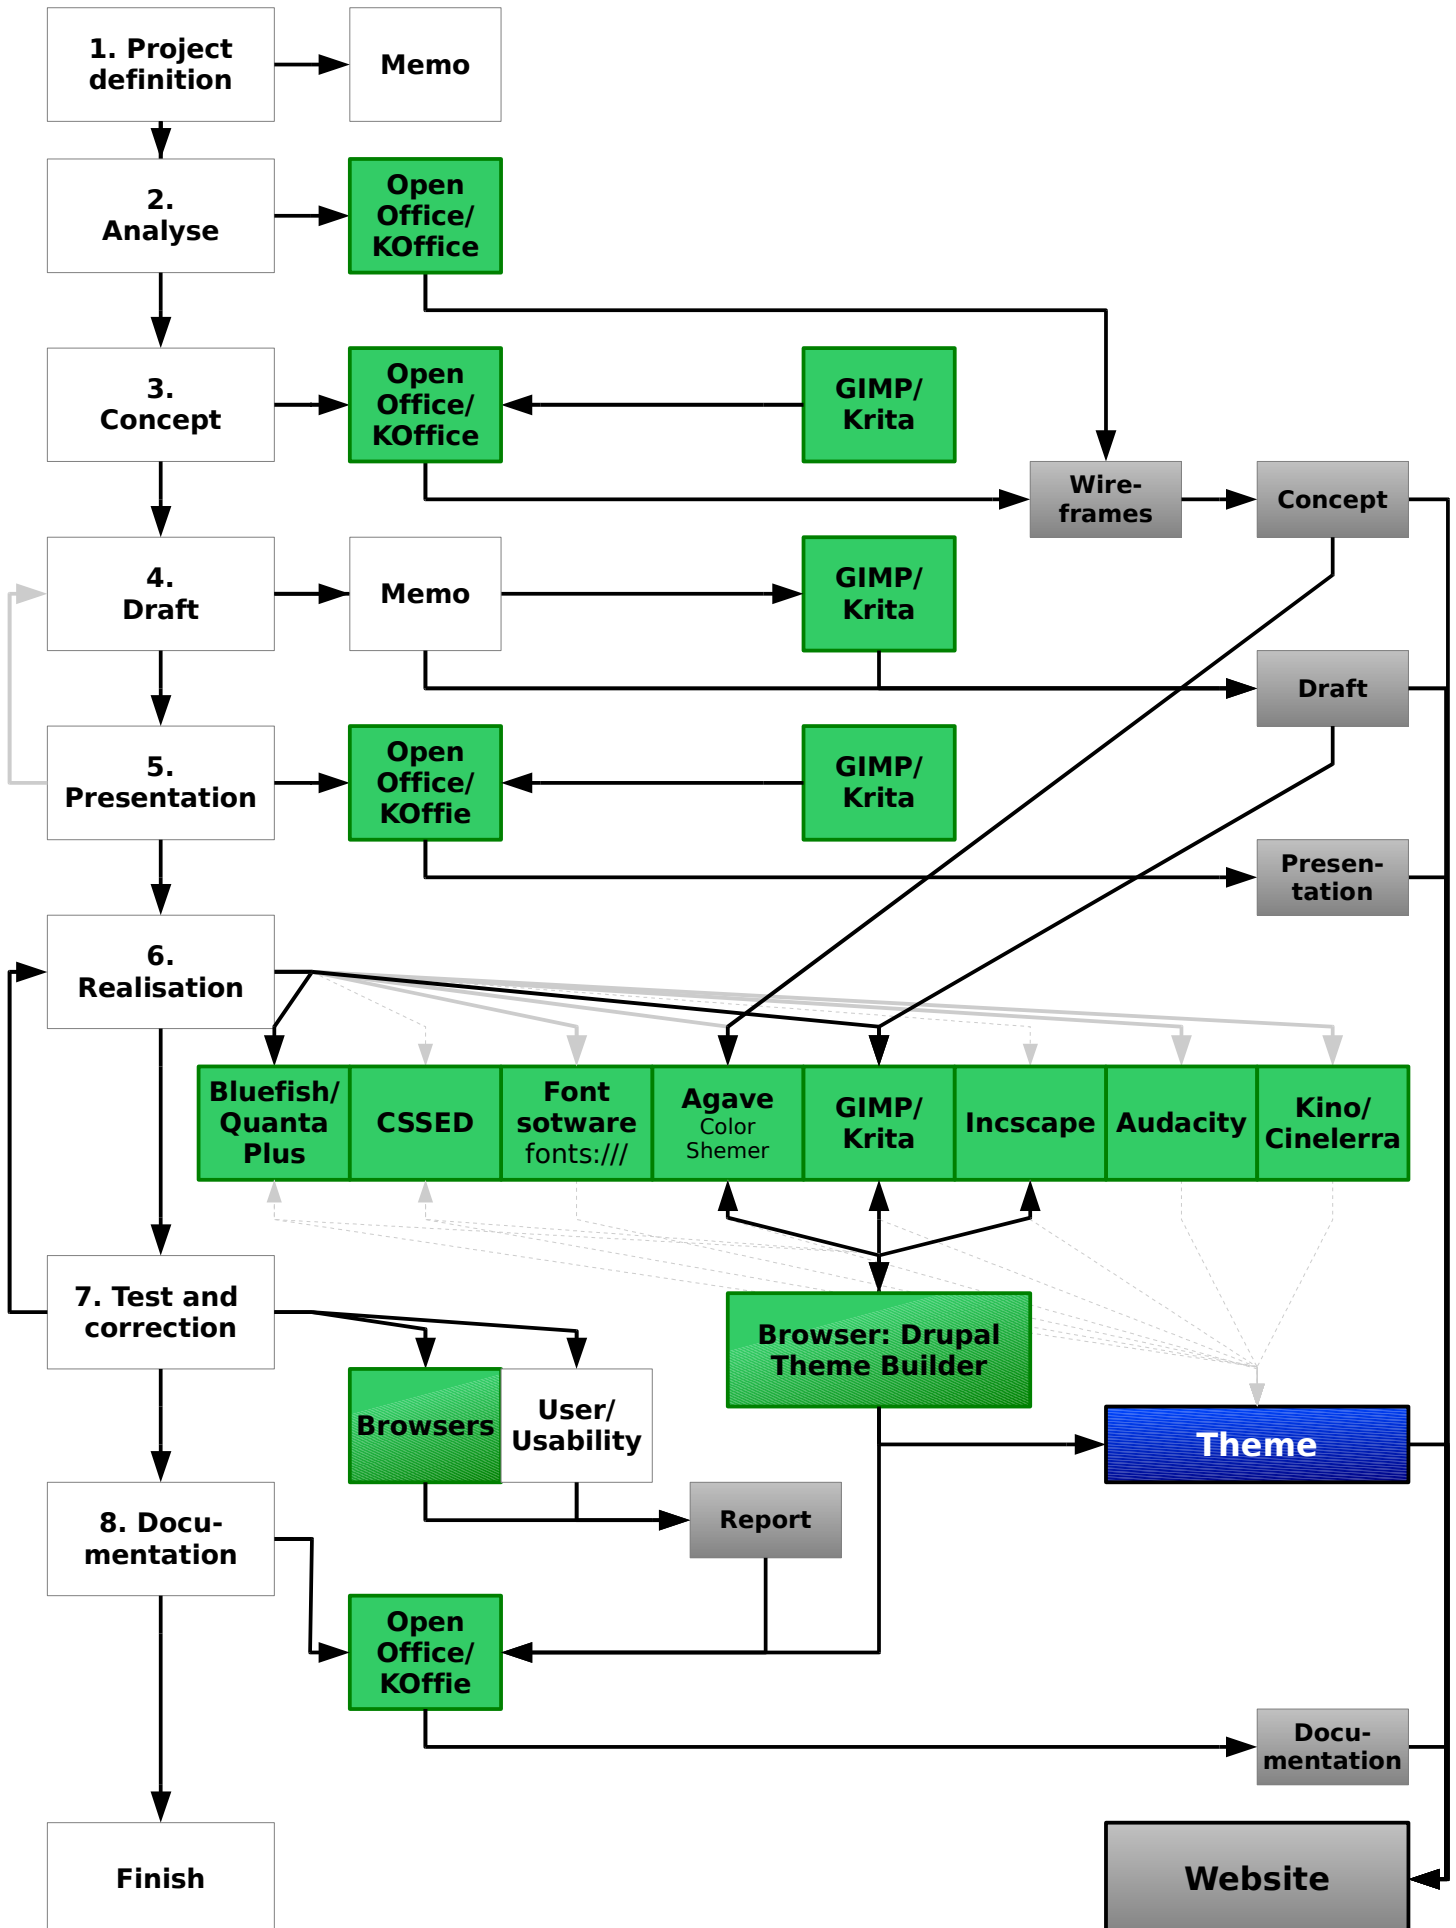 1. Project
definition
Memo
2.
Analyse
Open
Office/
KOffice
3.
Concept
Open
Office/
KOffice
GIMP/
Krita
Wire-
frames
Concept
4.
Draft
Memo
GIMP/
Krita
Draft
5.
Presentation
Open
Office/
KOffie
GIMP/
Krita
Presen-
tation
6.
Realisation
Bluefish/
Quanta
Plus
CSSED
Font
sotware
fonts:///
Agave
Color
Shemer
GIMP/
Krita
Incscape
Audacity
Kino/
Cinelerra
7. Test and
correction
Browser: Drupal
Theme Builder
Browsers
User/
Usability
Theme
8. Docu-
mentation
Report
Open
Office/
KOffie
Docu-
mentation
Finish
Website